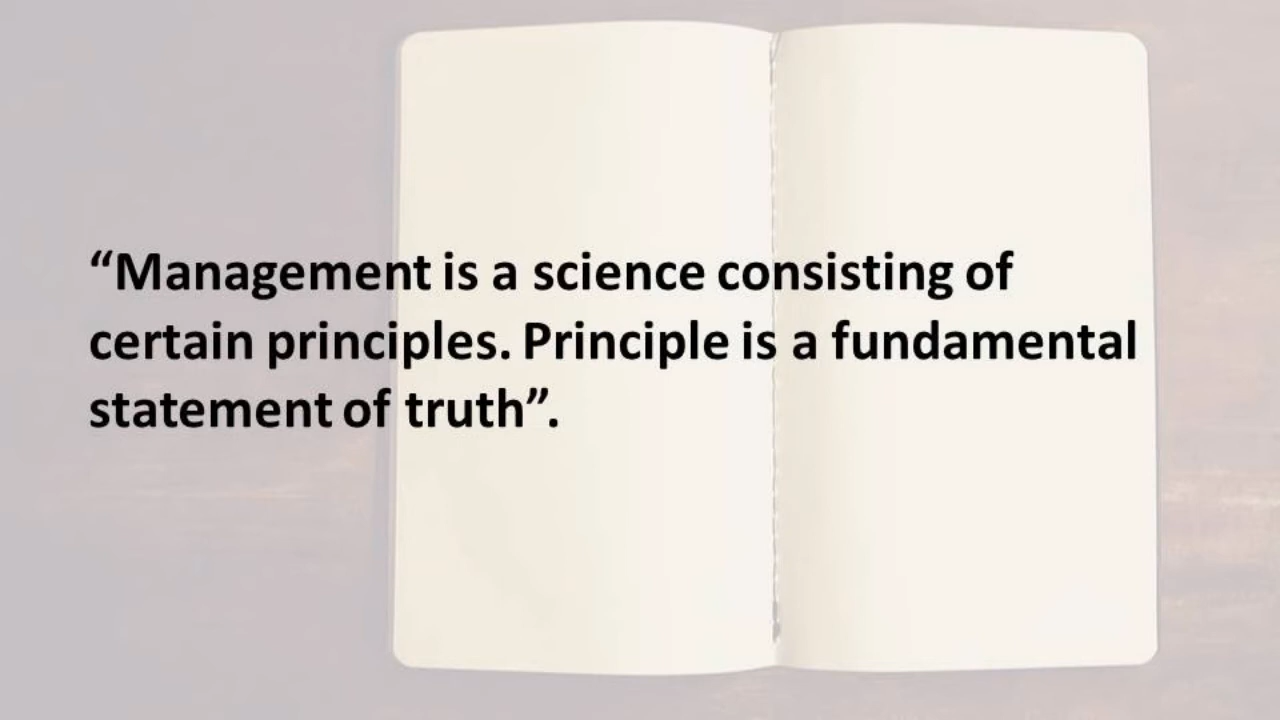 “Management is a science consisting of
certain principles. Principle is a fundamental
statement of truth”.